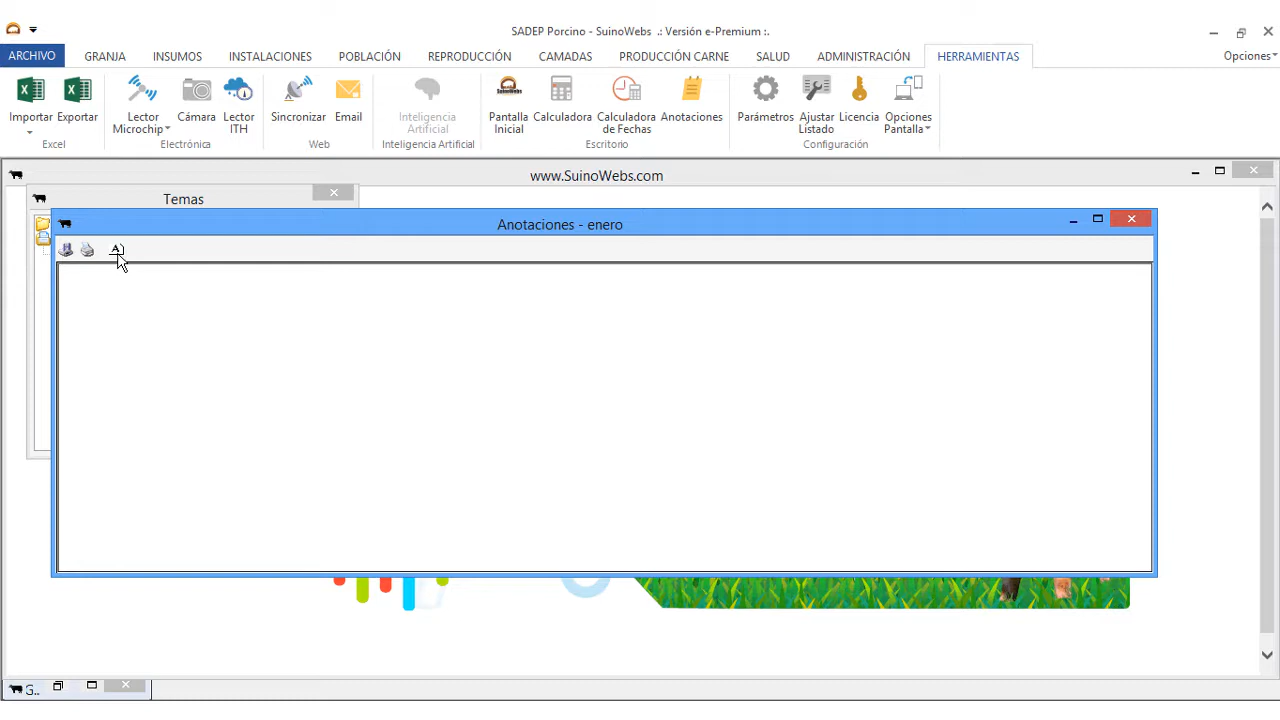 SADEP Porcino - SuinoWebs .: Versión e-Premium :.
ARCHIVO GRANJA INSUMOS INSTALACIONES POBLACIÓN REPRODUCCIÓN CAMADAS PRODUCCIÓN CARNE SALUD ADMINISTRACIÓN HERRAMIENTAS Opciones
Importar Exportar Lector Microchip Cámara Lector ITH Sincronizar Email Inteligencia Artificial Pantalla Inicial Calculadora Calculadora de Fechas Anotaciones Parámetros Ajustar Listado Licencia Opciones Pantalla
Excel Electrónica Web Inteligencia Artificial Escritorio Configuración
www.SuinoWebs.com
Temas
Anotaciones - enero
A
G..